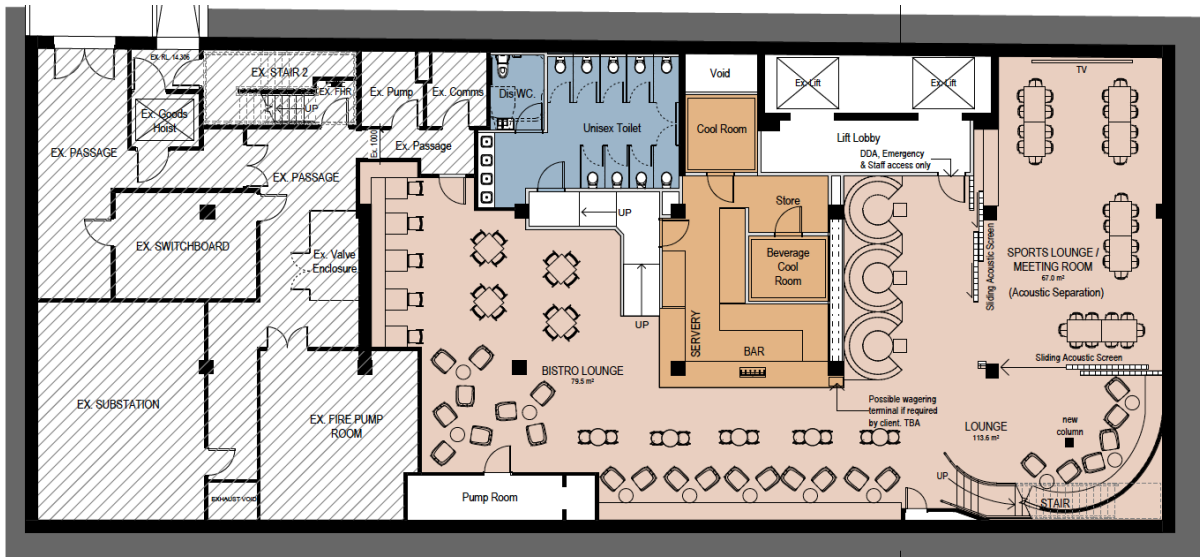 EX. RL. 14.306
EX. STAIR 2
EX. FHR
UP
Ex. Goods
Hoist
Ex. Pump
Ex. Comms
Dis WC.
Unisex Toilet
Void
Cool Room
Ex-Lift
Ex-Lift
Lift Lobby
DDA, Emergency
& Staff access only
TV
EX. PASSAGE
EX. PASSAGE
Ex. 1000
Ex. Passage
EX. SWITCHBOARD
Ex. Valve
Enclosure
UP
UP
Store
Beverage
Cool
Room
SERVERY
BAR
Sliding Acoustic Screen
SPORTS LOUNGE /
MEETING ROOM
67.0 m²
(Acoustic Separation)
Sliding Acoustic Screen
BISTRO LOUNGE
79.5 m²
EX. SUBSTATION
EX. FIRE PUMP
ROOM
Possible wagering
terminal if required
by client. TBA
LOUNGE
113.6 m²
new
column
UP
STAIR
EXHAUST VOID
Pump Room